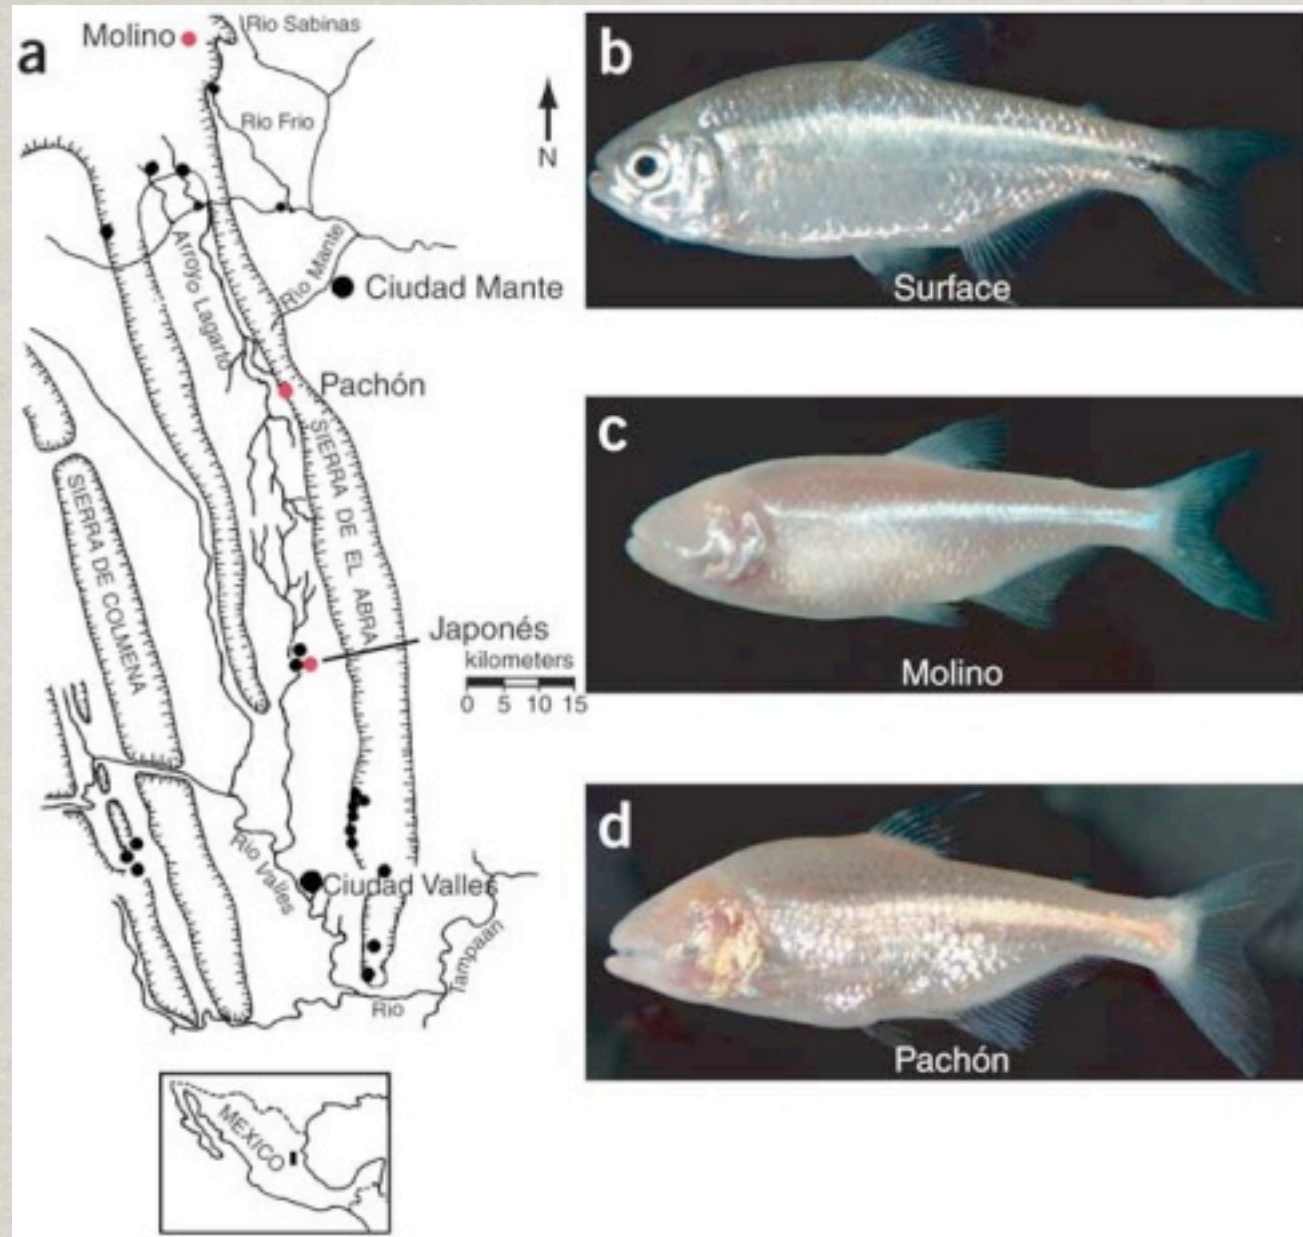 a
Molino
Rio Sabinas
Rio Frio
N
Arroyo Lagarto
Rio Mante
Ciudad Mante
Pachón
SIERRA DE EL ABRA
SIERRA DE COLMENA
Japonés
kilometers
0 5 10 15
Rio Valles
Ciudad Valles
Tampaán
Rio
MEXICO
b
Surface
c
Molino
d
Pachón